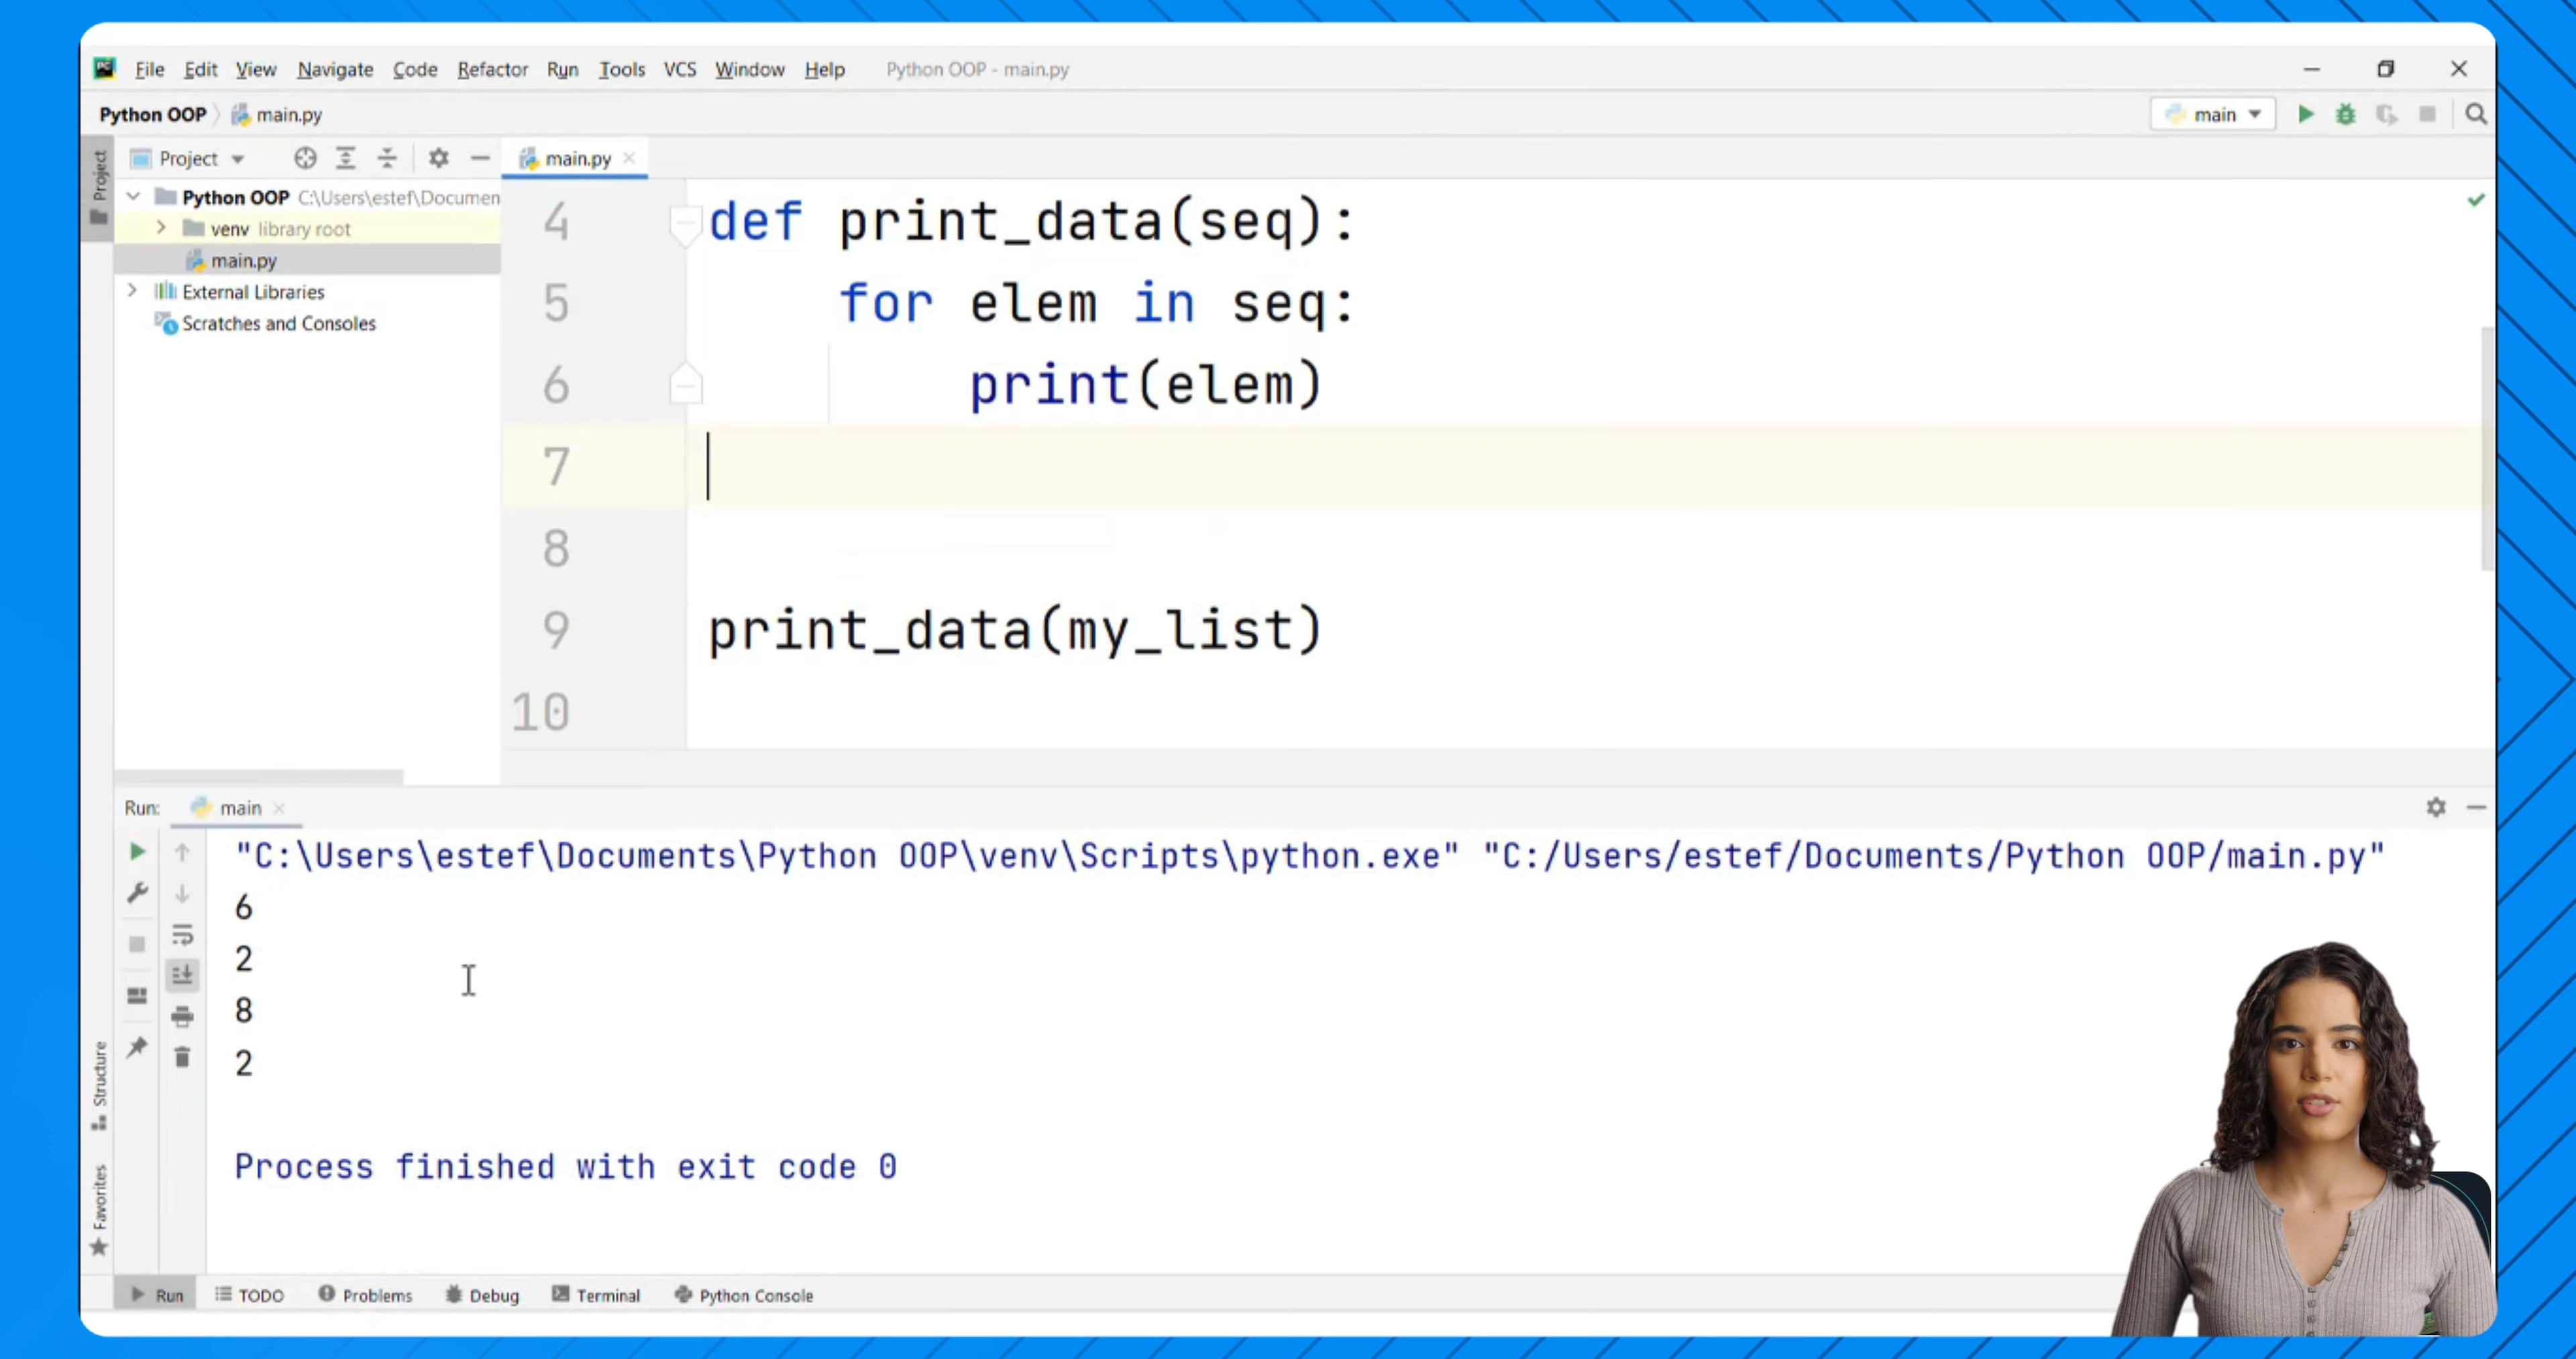 File Edit View Navigate Code Refactor Run Tools VCS Window Help Python OOP - main.py
Python OOP main.py main
Project main.py
Python OOP C:\Users\estef\Documen
venv library root
main.py
External Libraries
Scratches and Consoles
Project
4 def print_data(seq):
5 for elem in seq:
6 print(elem)
7
8
9 print_data(my_list)
10
Run: main
"C:\Users\estef\Documents\Python OOP\venv\Scripts\python.exe" "C:/Users/estef/Documents/Python OOP/main.py"
6
2
8
2
Process finished with exit code 0
Structure
Favorites
Run TODO Problems Debug Terminal Python Console